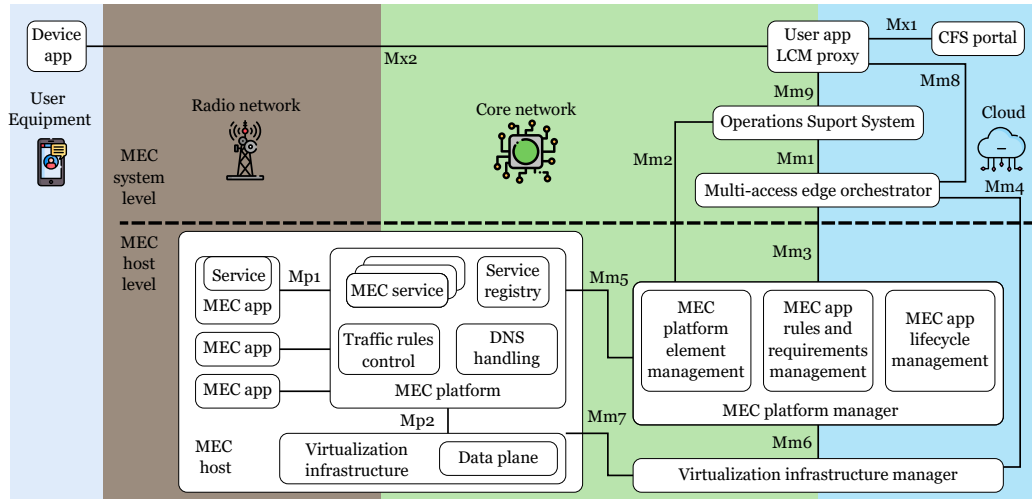 Device
app
Mx2
User app
LCM proxy
Mx1
CFS portal
Mm8
Mm9
User
Equipment
Radio network
Core network
Cloud
Operations Suport System
Mm2
Mm1
MEC
system
level
Multi-access edge orchestrator
Mm4
MEC
host
level
Mm3
Service
MEC app
Mp1
MEC service
Service
registry
Mm5
MEC
platform
element
management
MEC app
rules and
requirements
management
MEC app
lifecycle
management
MEC app
Traffic rules
control
DNS
handling
MEC app
MEC platform
MEC platform manager
Mp2
Mm7
Mm6
MEC
host
Virtualization
infrastructure
Data plane
Virtualization infrastructure manager